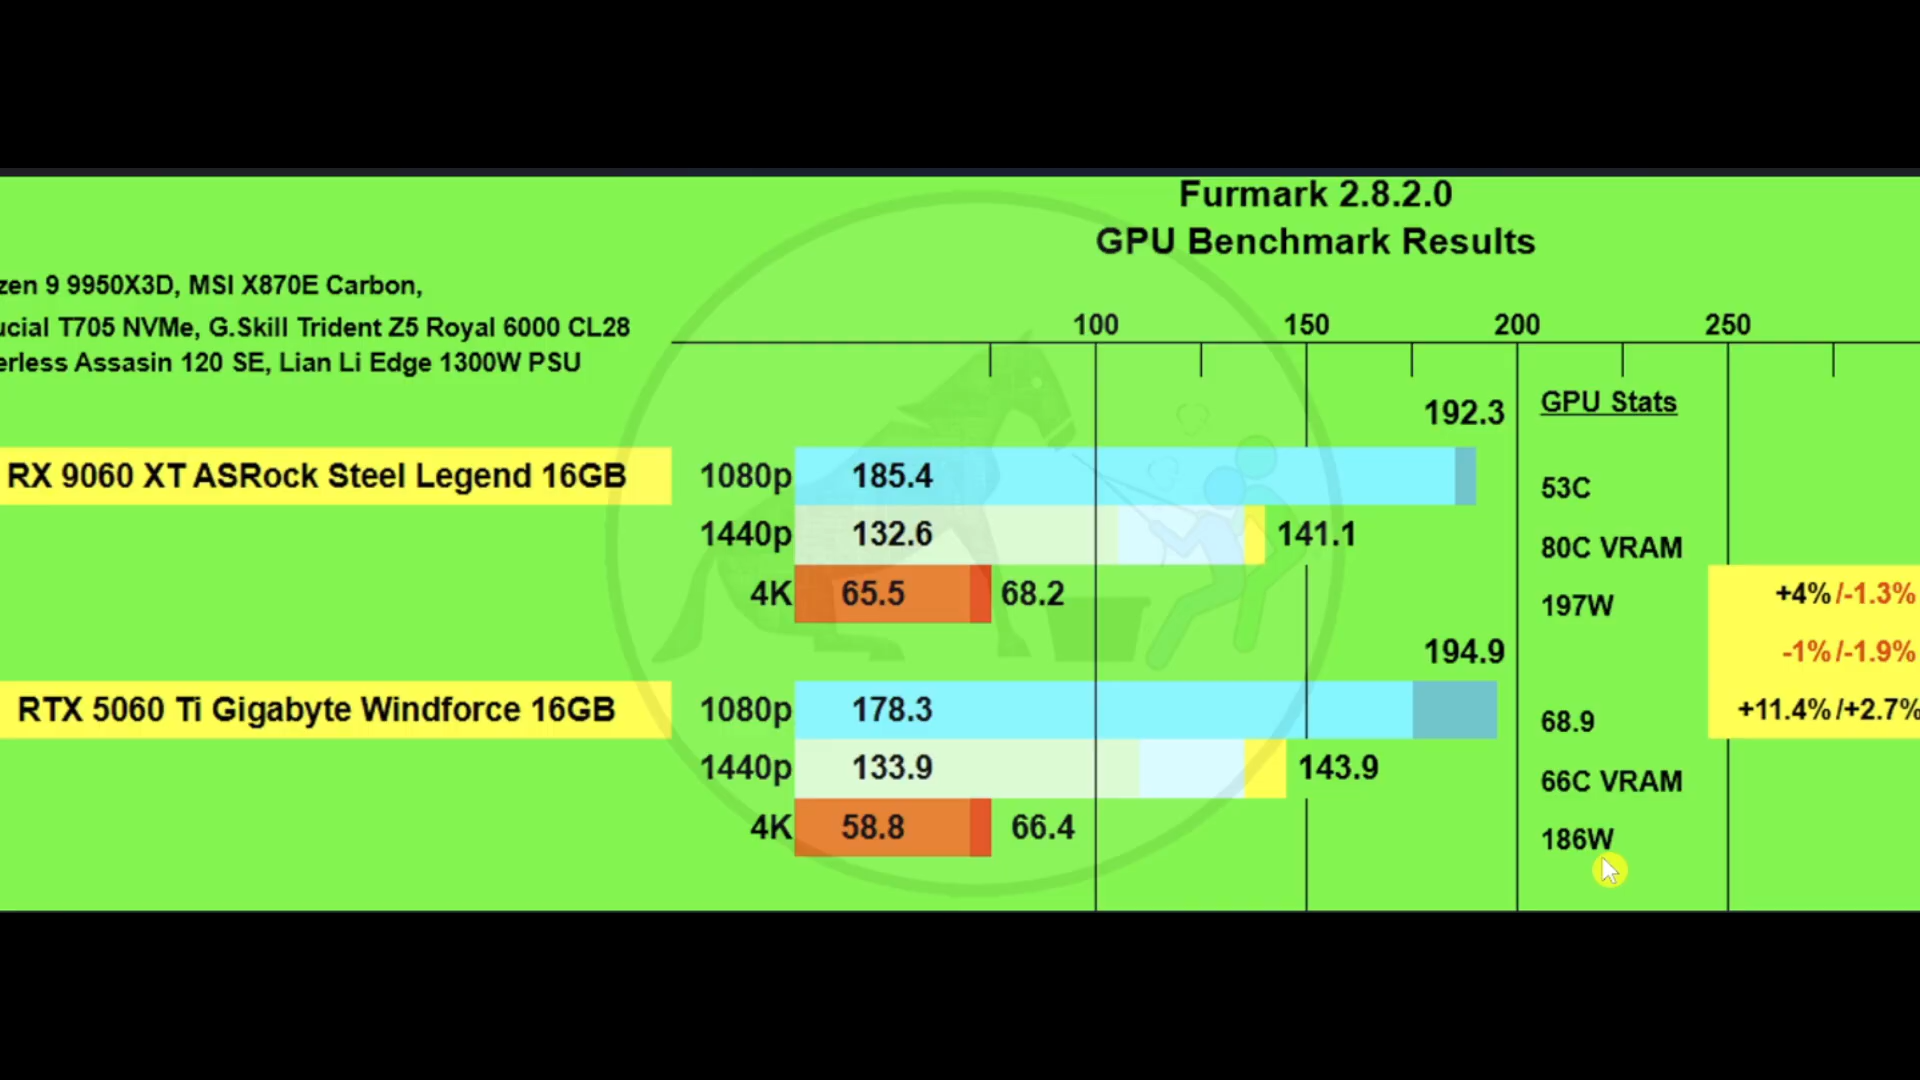 Furmark 2.8.2.0
GPU Benchmark Results
zen 9 9950X3D, MSI X870E Carbon,
ucial T705 NVMe, G.Skill Trident Z5 Royal 6000 CL28
erless Assasin 120 SE, Lian Li Edge 1300W PSU
100 150 200 250
192.3 GPU Stats
RX 9060 XT ASRock Steel Legend 16GB 1080p 185.4 53C
1440p 132.6 141.1 80C VRAM
4K 65.5 68.2 197W +4% /-1.3%
194.9 -1% /-1.9%
RTX 5060 Ti Gigabyte Windforce 16GB 1080p 178.3 68.9 +11.4% /+2.7%
1440p 133.9 143.9 66C VRAM
4K 58.8 66.4 186W